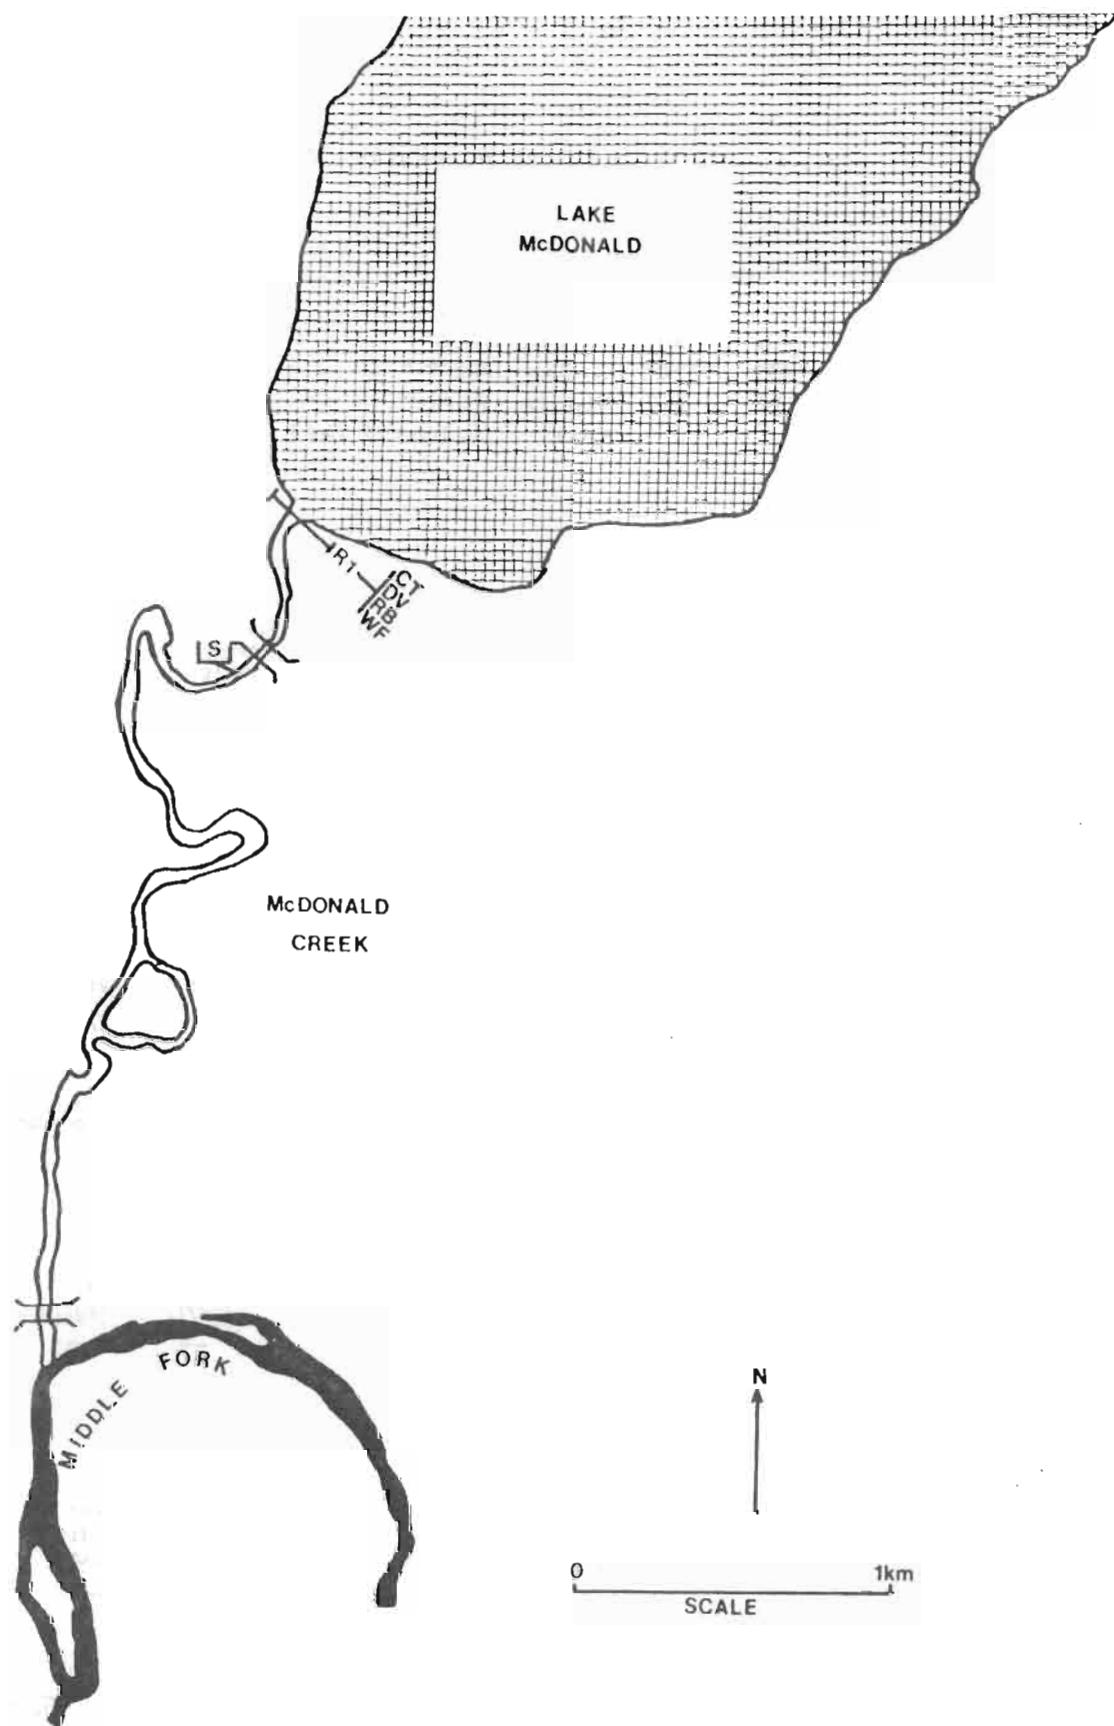 LAKE
McDONALD
R1
CT
DV
RB
WF
S
McDONALD
CREEK
MIDDLE FORK
N
0 1km
SCALE